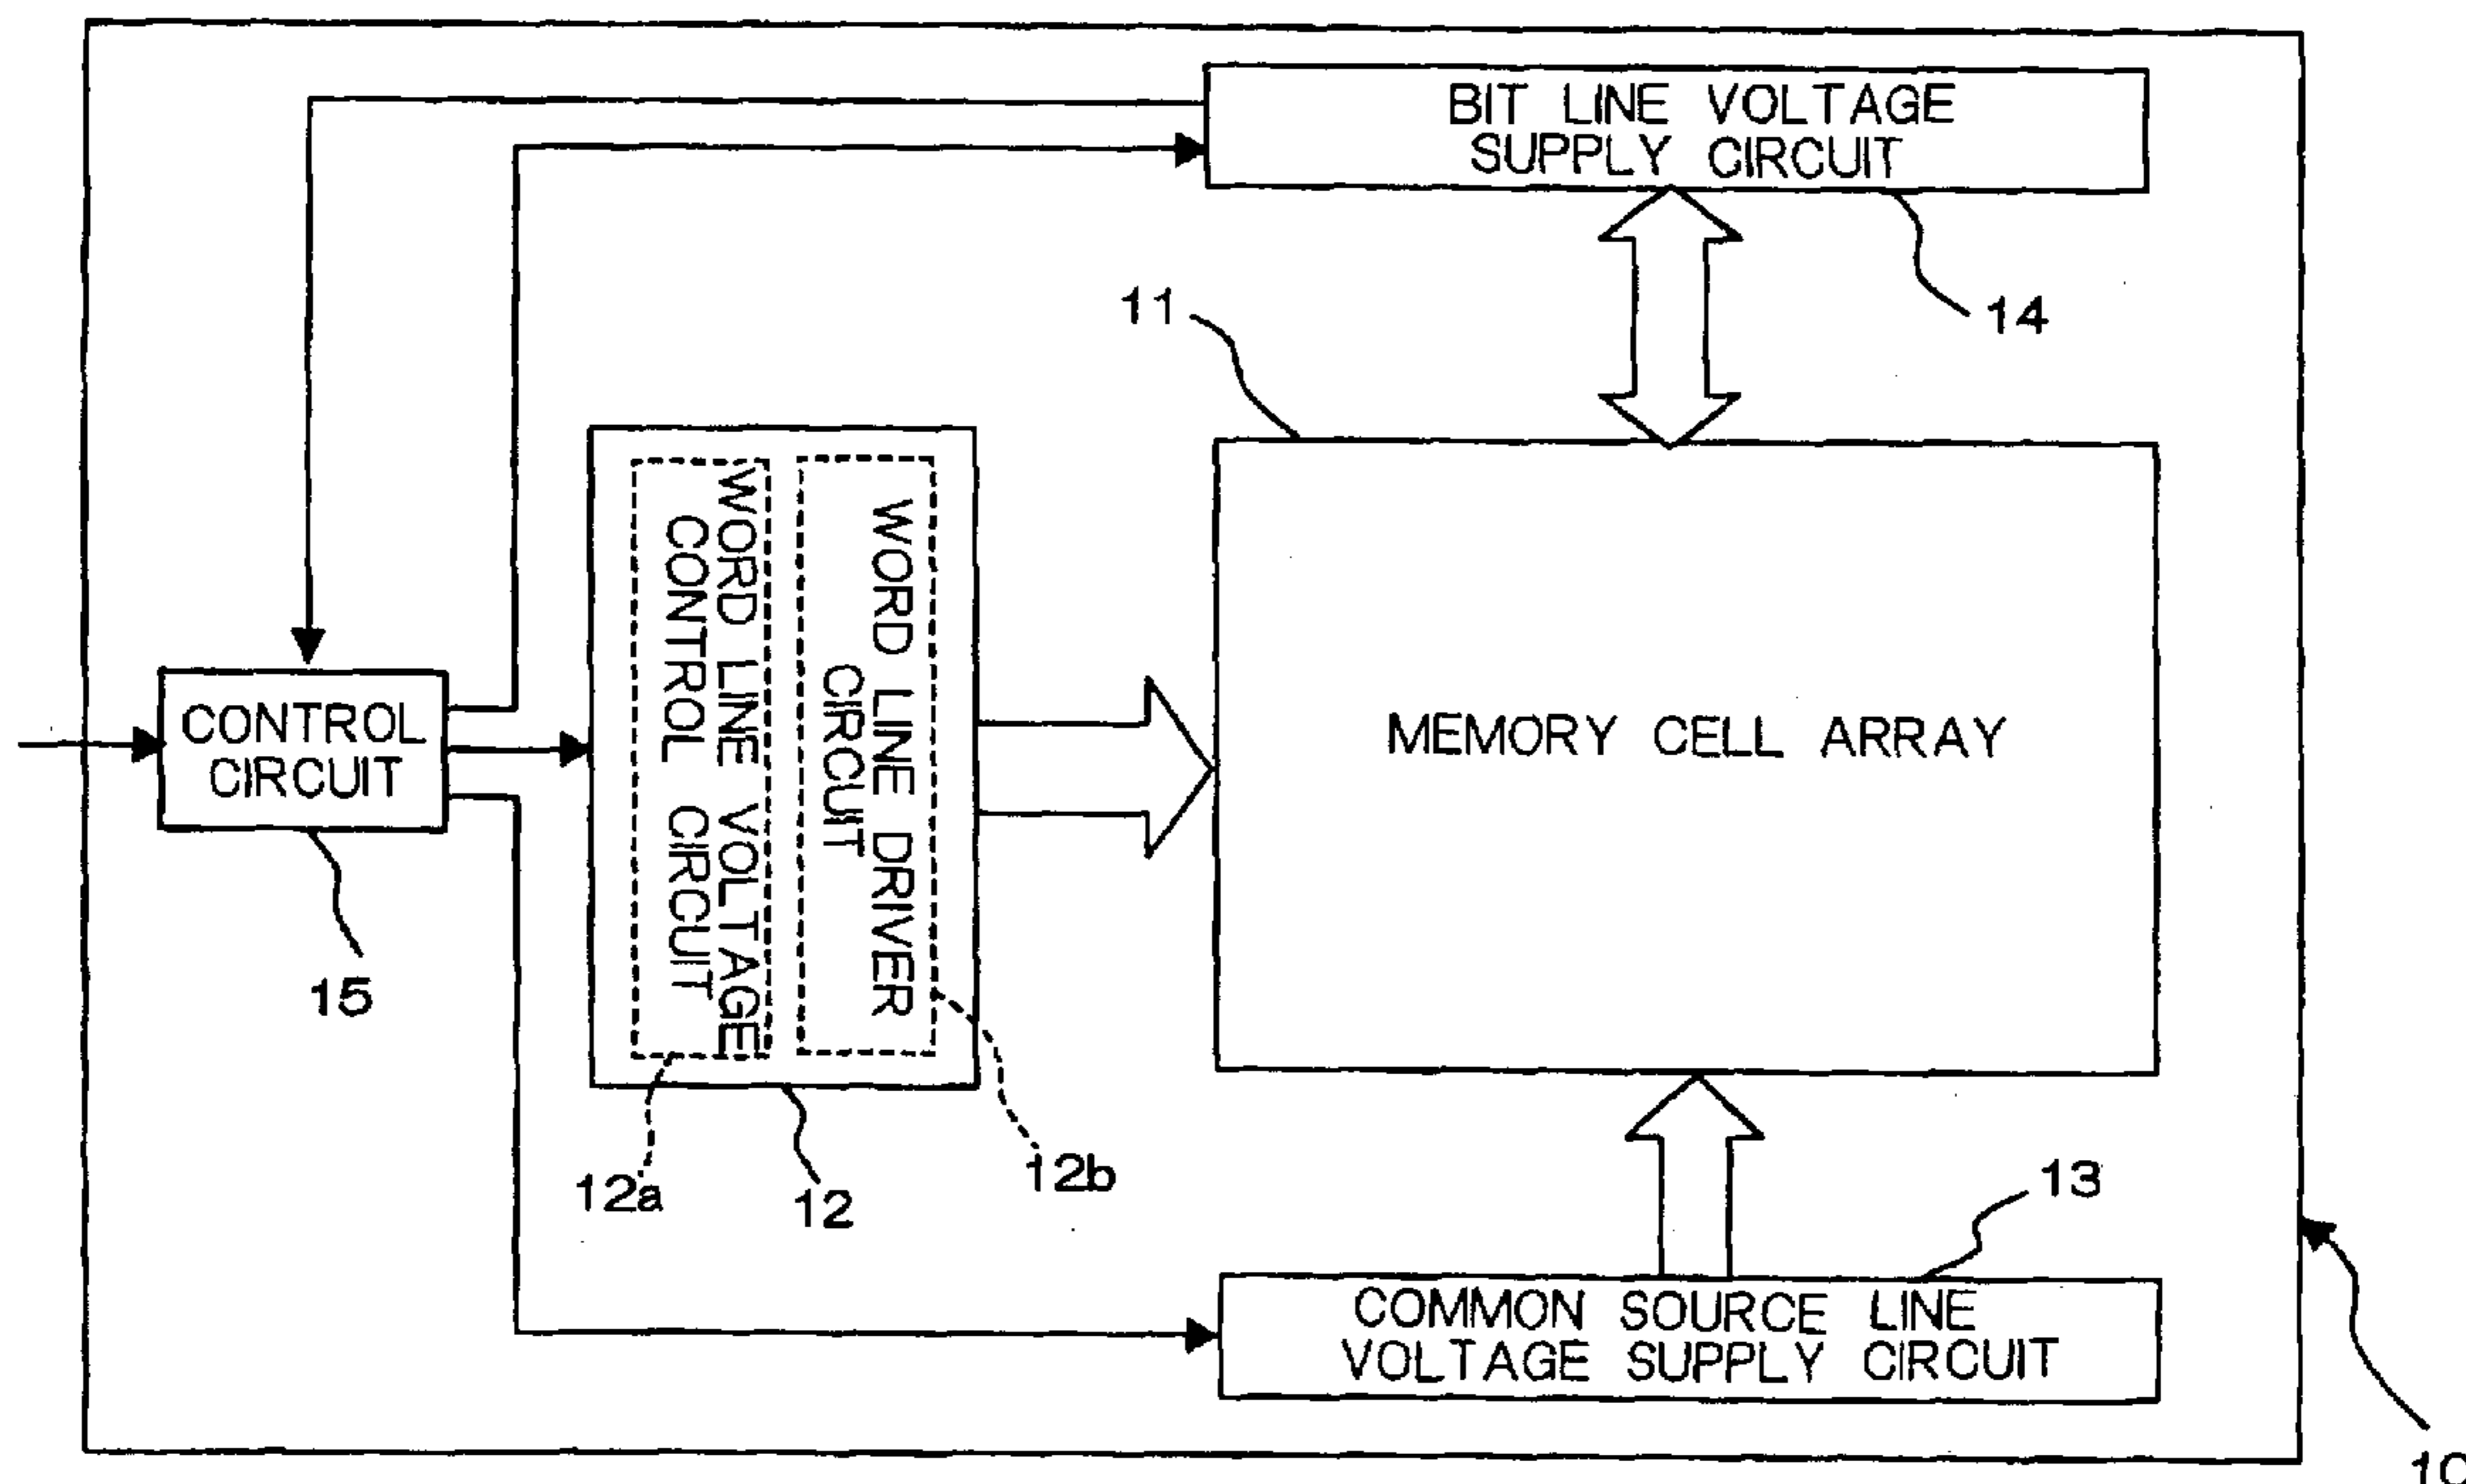 BIT LINE VOLTAGE
SUPPLY CIRCUIT
14
11
WORD LINE VOLTAGE
CONTROL CIRCUIT
WORD LINE DRIVER
CIRCUIT
CONTROL
CIRCUIT
MEMORY CELL ARRAY
15
12a
12
12b
13
COMMON SOURCE LINE
VOLTAGE SUPPLY CIRCUIT
10